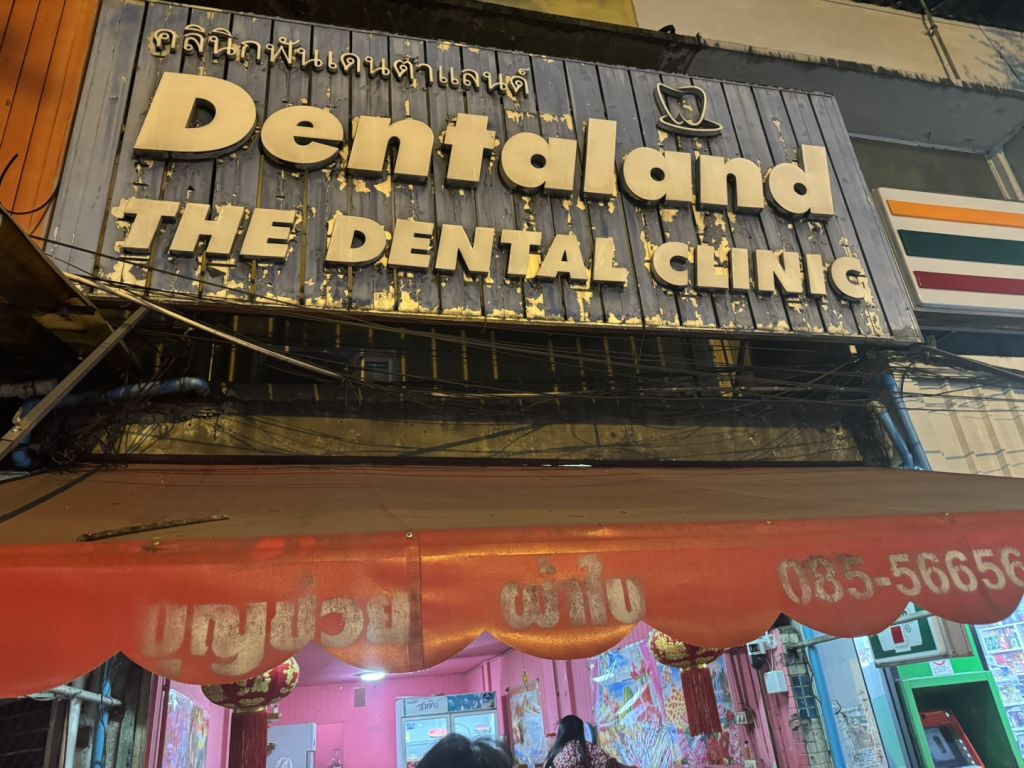 คลินิกฟันเดนต้าแลนด์
Dentaland
THE DENTAL CLINIC
บุญช่วย ผ้าใบ 085-56656